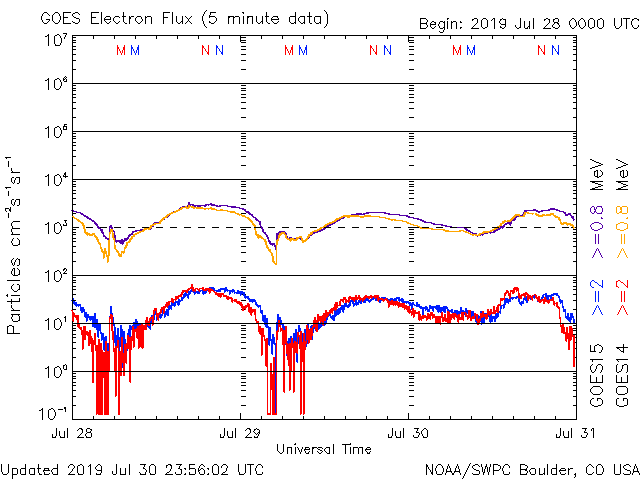 GOES Electron Flux (5 minute data)
Begin: 2019 Jul 28 0000 UTC
10⁷
M M N N M M N N M M N N
10⁶
10⁵
10⁴
10³
10²
10¹
10⁰
10⁻¹
Particles cm⁻²s⁻¹sr⁻¹
GOES15 >=2 >=0.8 MeV
GOES14 >=2 >=0.8 MeV
Jul 28 Jul 29 Jul 30 Jul 31
Universal Time
Updated 2019 Jul 30 23:56:02 UTC
NOAA/SWPC Boulder, CO USA